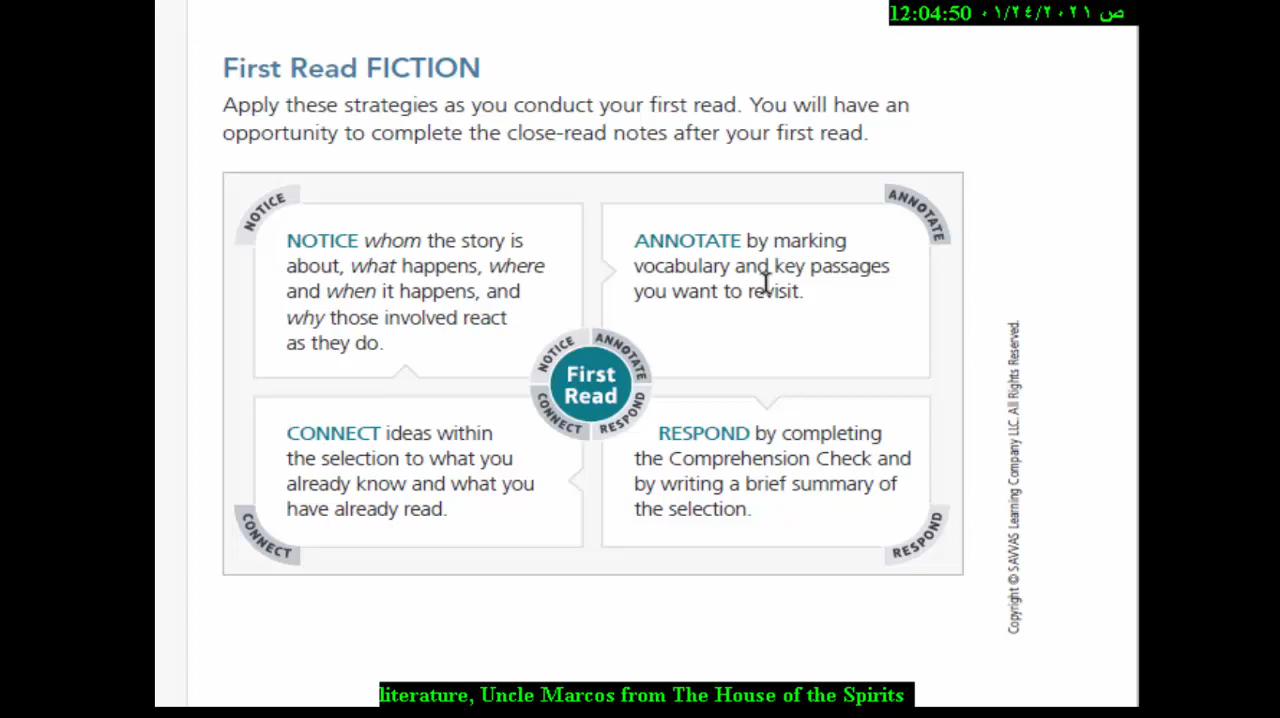 12:04:50 ٠١/٢٤/٢٠٢١ ص
First Read FICTION
Apply these strategies as you conduct your first read. You will have an
opportunity to complete the close-read notes after your first read.
NOTICE
NOTICE whom the story is
about, what happens, where
and when it happens, and
why those involved react
as they do.
ANNOTATE
ANNOTATE by marking
vocabulary and key passages
you want to revisit.
NOTICE
ANNOTATE
First
Read
CONNECT
RESPOND
CONNECT ideas within
the selection to what you
already know and what you
have already read.
CONNECT
RESPOND by completing
the Comprehension Check and
by writing a brief summary of
the selection.
RESPOND
Copyright © SAVVAS Learning Company LLC. All Rights Reserved.
literature, Uncle Marcos from The House of the Spirits